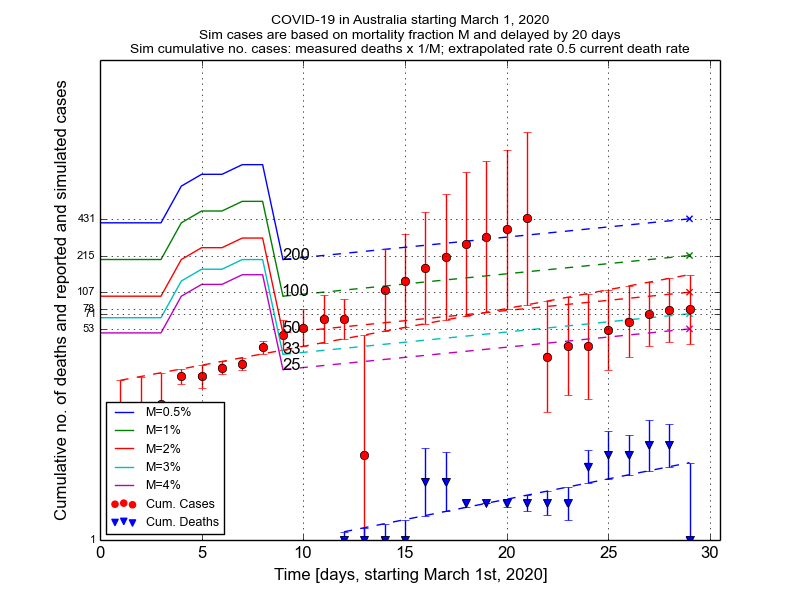 COVID-19 in Australia starting March 1, 2020
Sim cases are based on mortality fraction M and delayed by 20 days
Sim cumulative no. cases: measured deaths x 1/M; extrapolated rate 0.5 current death rate
Cumulative no. of deaths and reported and simulated cases
431
215
107
78
71
53
1
200
100
50
33
25
M=0.5%
M=1%
M=2%
M=3%
M=4%
Cum. Cases
Cum. Deaths
0 5 10 15 20 25 30
Time [days, starting March 1st, 2020]